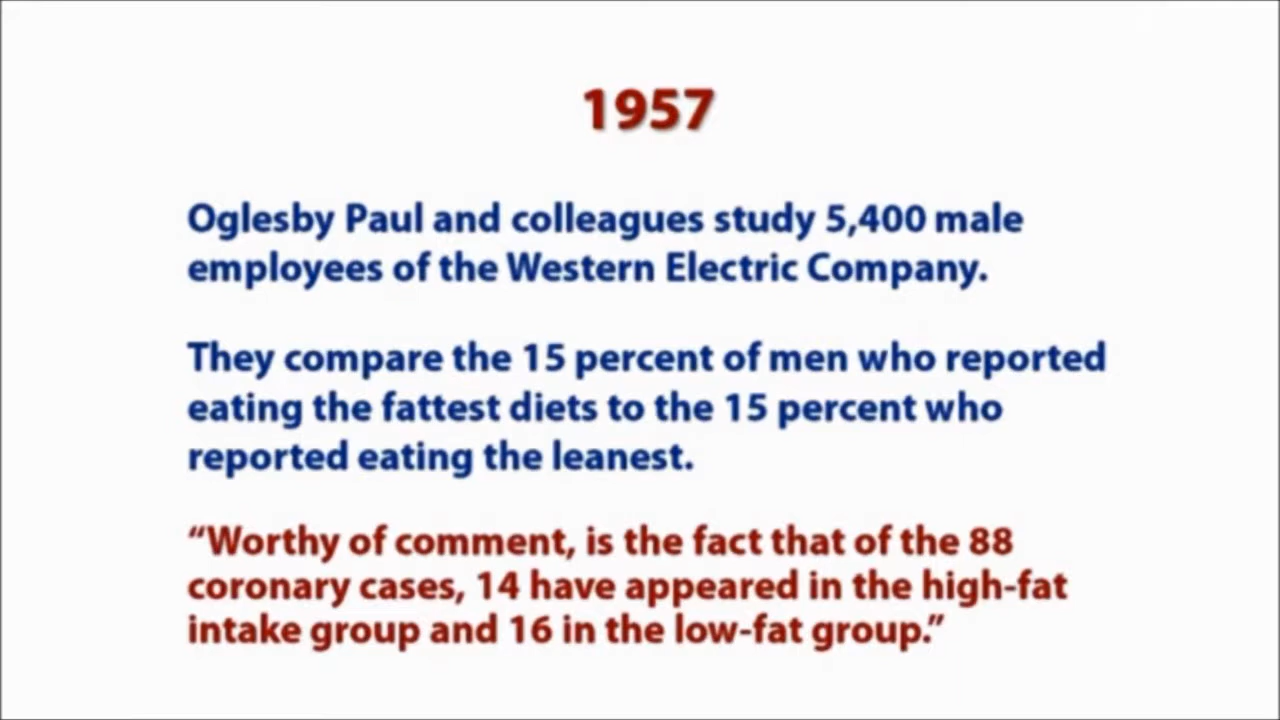 1957
Oglesby Paul and colleagues study 5,400 male
employees of the Western Electric Company.
They compare the 15 percent of men who reported
eating the fattest diets to the 15 percent who
reported eating the leanest.
“Worthy of comment, is the fact that of the 88
coronary cases, 14 have appeared in the high-fat
intake group and 16 in the low-fat group.”